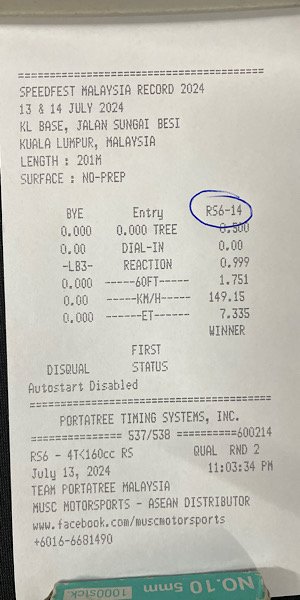 ==========================================
SPEEDFEST MALAYSIA RECORD 2024
13 & 14 JULY 2024
KL BASE, JALAN SUNGAI BESI
KUALA LUMPUR, MALAYSIA
LENGTH : 201M
SURFACE : NO-PREP
BYE Entry RS6-14
0.000 0.000 TREE 0.500
0.00 DIAL-IN 0.00
-LB3- REACTION 0.999
0.000 ------60FT------ 1.751
0.00 ------KM/H------ 149.15
0.000 -------ET------- 7.335
WINNER
FIRST
DISQUAL STATUS
Autostart Disabled
==========================================
PORTATREE TIMING SYSTEMS, INC.
=============== 537/538 ==========600214
RS6 - 4TK160cc RS QUAL RND 2
July 13, 2024 11:03:34 PM
TEAM PORTATREE MALAYSIA
MUSC MOTORSPORTS - ASEAN DISTRIBUTOR
www.facebook.com/muscmotorsports
+6016-6681490
NO.10 5mm
1000stck